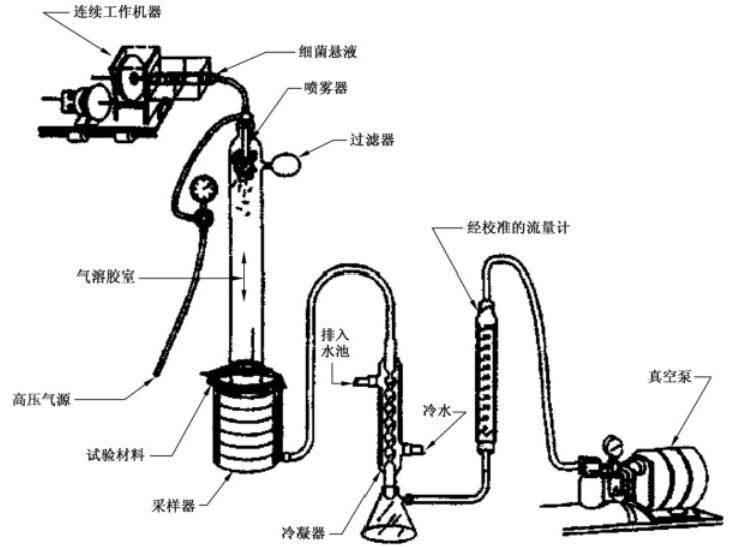 连续工作机器
细菌悬液
喷雾器
过滤器
经校准的流量计
气溶胶室
排入
水池
真空泵
高压气源
冷水
试验材料
采样器
冷凝器